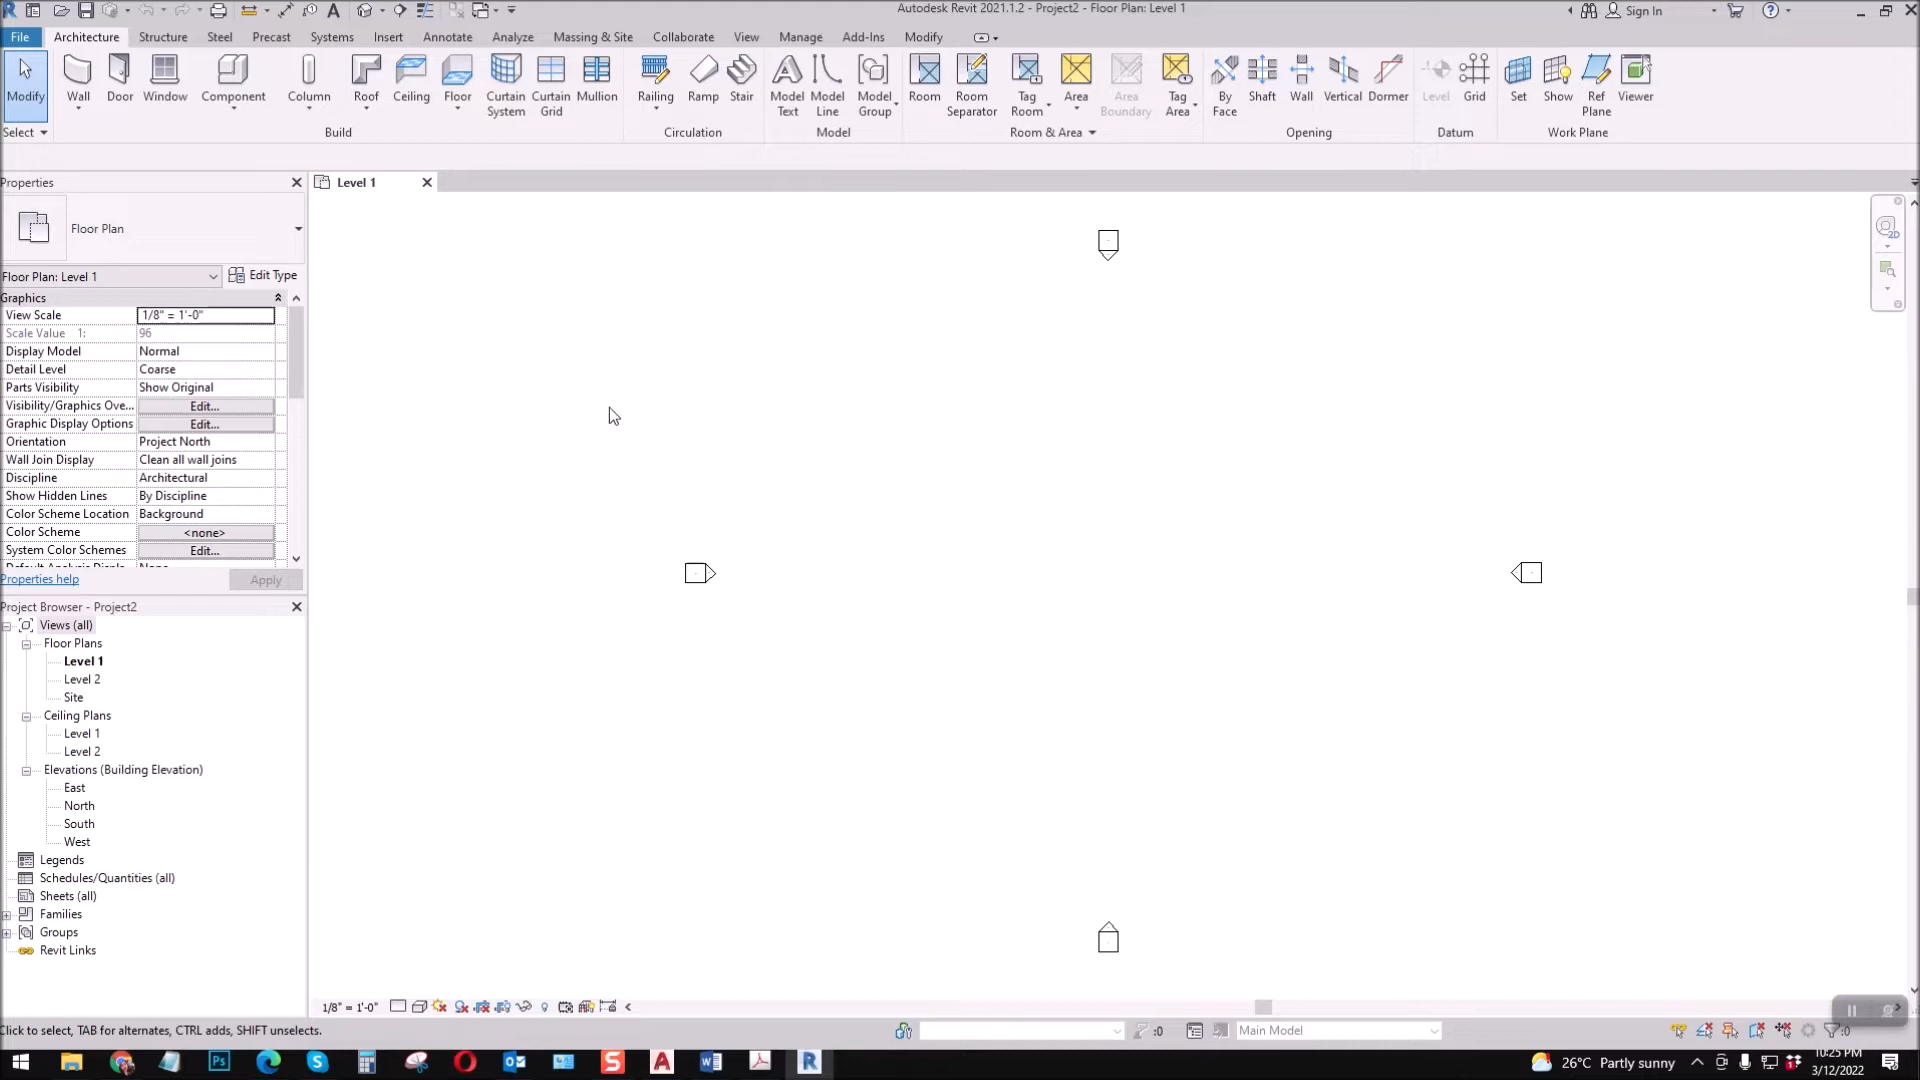 Autodesk Revit 2021.1.2 - Project2 - Floor Plan: Level 1
Sign In
File Architecture Structure Steel Precast Systems Insert Annotate Analyze Massing & Site Collaborate View Manage Add-Ins Modify
Modify Wall Door Window Component Column Roof Ceiling Floor Curtain System Curtain Grid Mullion Railing Ramp Stair Model Text Model Line Model Group Room Room Separator Tag Room Area Area Boundary Tag Area By Face Shaft Wall Vertical Dormer Level Grid Set Show Ref Plane Viewer
Select Build Circulation Model Room & Area Opening Datum Work Plane
Properties
Level 1
Floor Plan
Floor Plan: Level 1 Edit Type
Graphics
View Scale 1/8" = 1'-0"
Scale Value 1: 96
Display Model Normal
Detail Level Coarse
Parts Visibility Show Original
Visibility/Graphics Ove... Edit...
Graphic Display Options Edit...
Orientation Project North
Wall Join Display Clean all wall joins
Discipline Architectural
Show Hidden Lines By Discipline
Color Scheme Location Background
Color Scheme <none>
System Color Schemes Edit...
Properties help Apply
Project Browser - Project2
Views (all)
Floor Plans
Level 1
Level 2
Site
Ceiling Plans
Level 1
Level 2
Elevations (Building Elevation)
East
North
South
West
Legends
Schedules/Quantities (all)
Sheets (all)
Families
Groups
Revit Links
2D
1/8" = 1'-0"
Click to select, TAB for alternates, CTRL adds, SHIFT unselects.
:0
Main Model
:0
26°C Partly sunny
10:25 PM
3/12/2022